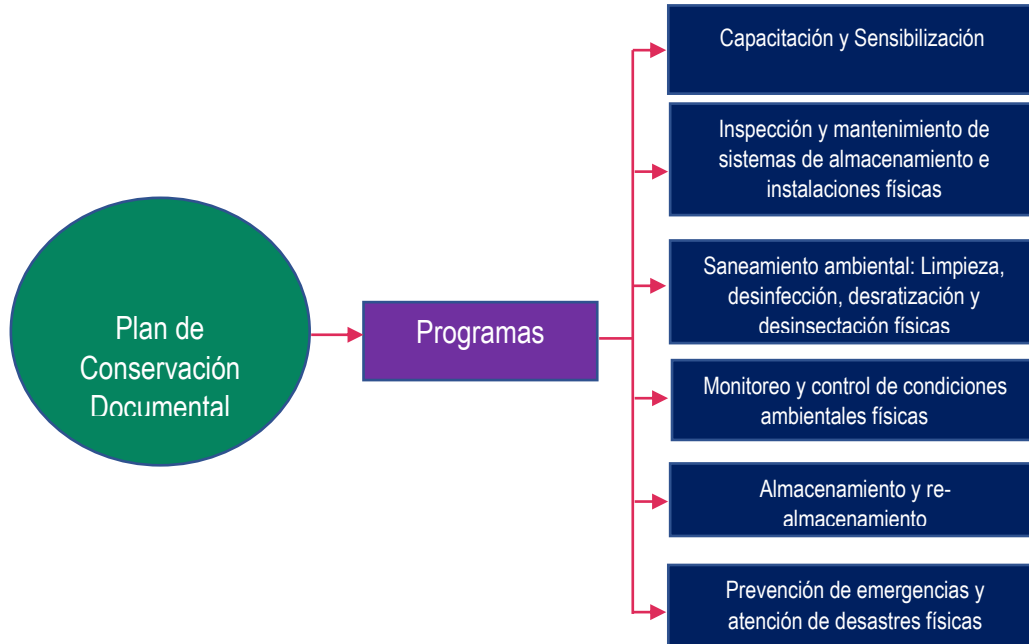 Plan de
Conservación
Documental
Programas
Capacitación y Sensibilización
Inspección y mantenimiento de
sistemas de almacenamiento e
instalaciones físicas
Saneamiento ambiental: Limpieza,
desinfección, desratización y
desinsectación físicas
Monitoreo y control de condiciones
ambientales físicas
Almacenamiento y re-
almacenamiento
Prevención de emergencias y
atención de desastres físicas